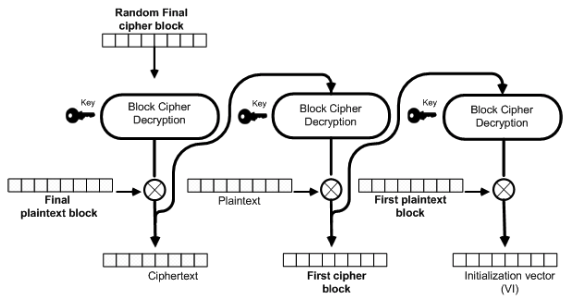 Random Final
cipher block
Key
Block Cipher
Decryption
Key
Block Cipher
Decryption
Key
Block Cipher
Decryption
Final
plaintext block
Plaintext
First plaintext
block
Ciphertext
First cipher
block
Initialization vector
(VI)